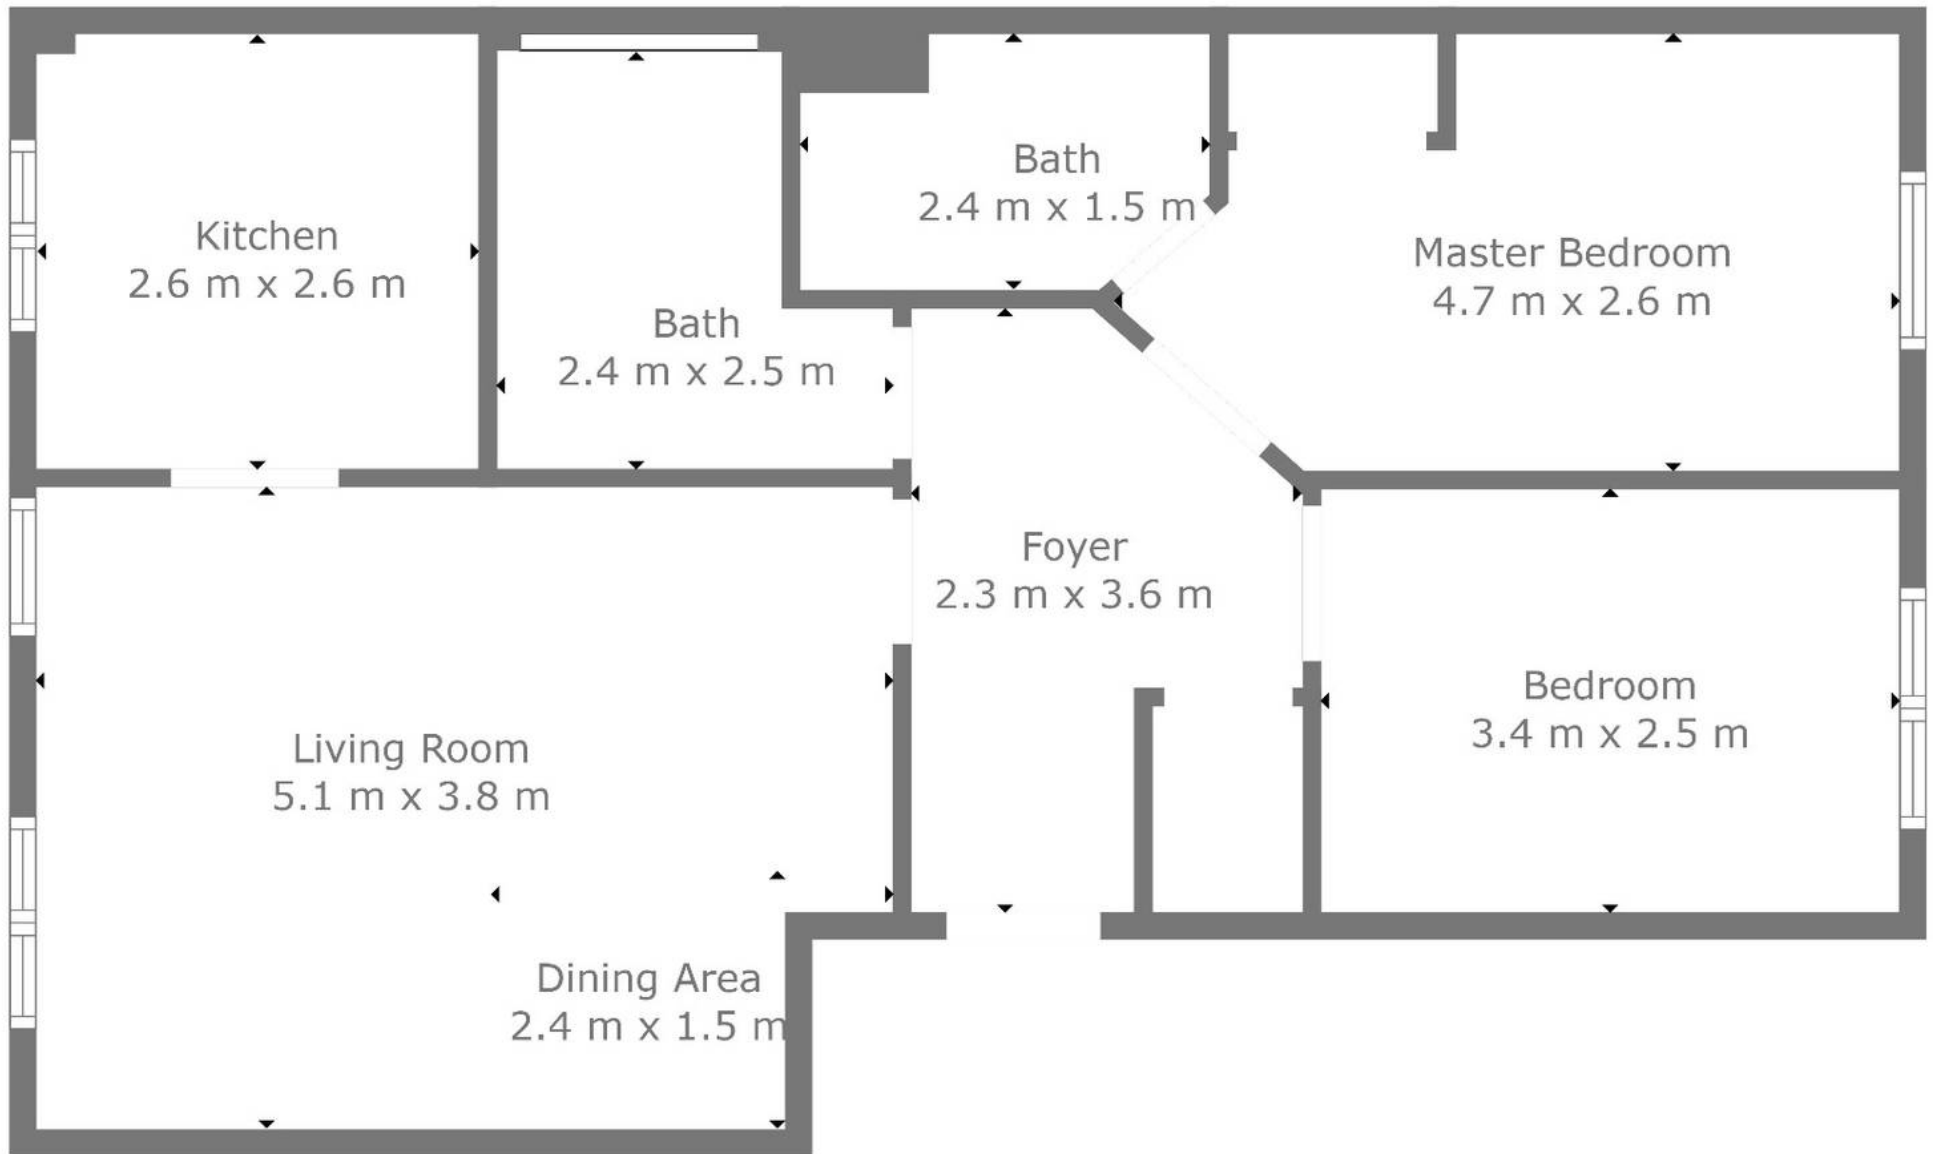 Kitchen
2.6 m x 2.6 m
Bath
2.4 m x 2.5 m
Bath
2.4 m x 1.5 m
Master Bedroom
4.7 m x 2.6 m
Foyer
2.3 m x 3.6 m
Bedroom
3.4 m x 2.5 m
Living Room
5.1 m x 3.8 m
Dining Area
2.4 m x 1.5 m